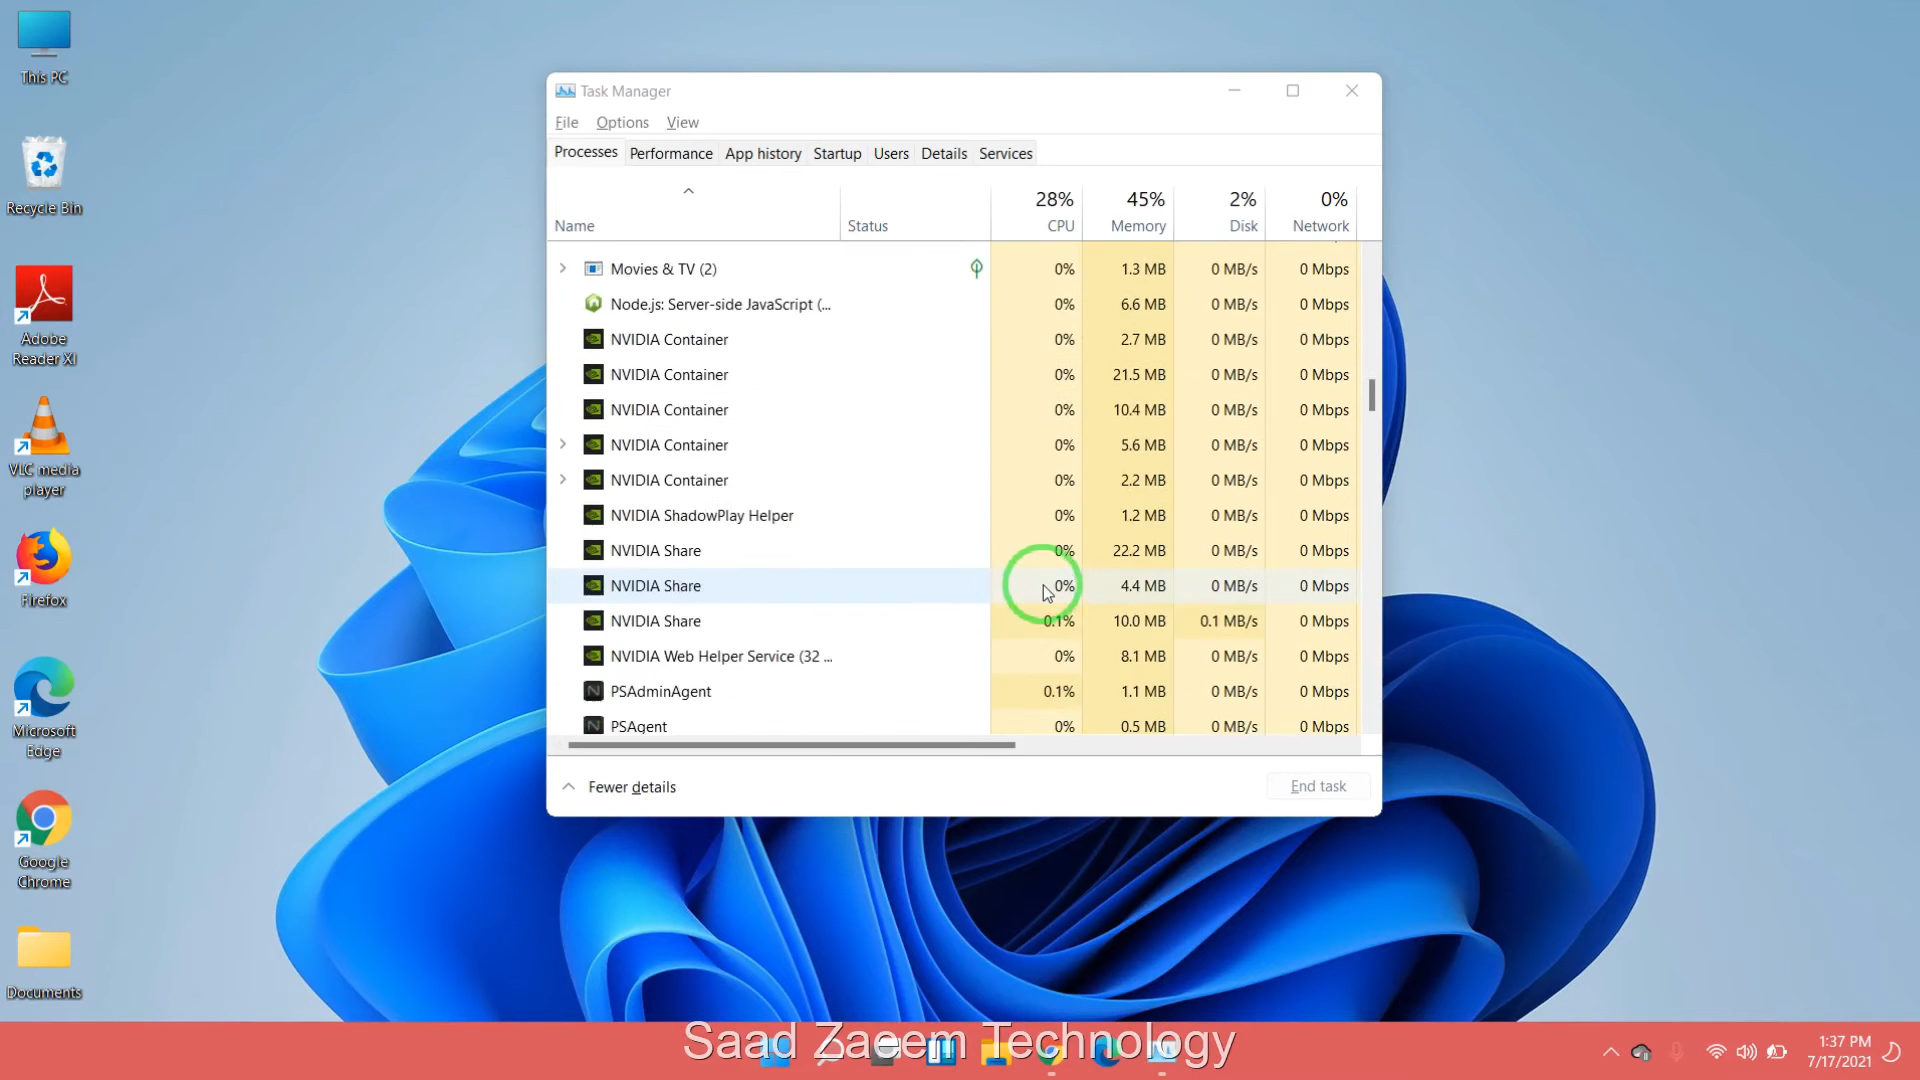 This PC
Recycle Bin
Adobe
Reader XI
VLC media
player
Firefox
Microsoft
Edge
Google
Chrome
Documents
Task Manager
File Options View
Processes Performance App history Startup Users Details Services
28% 45% 2% 0%
Name Status CPU Memory Disk Network
Movies & TV (2) 0% 1.3 MB 0 MB/s 0 Mbps
Node.js: Server-side JavaScript (... 0% 6.6 MB 0 MB/s 0 Mbps
NVIDIA Container 0% 2.7 MB 0 MB/s 0 Mbps
NVIDIA Container 0% 21.5 MB 0 MB/s 0 Mbps
NVIDIA Container 0% 10.4 MB 0 MB/s 0 Mbps
NVIDIA Container 0% 5.6 MB 0 MB/s 0 Mbps
NVIDIA Container 0% 2.2 MB 0 MB/s 0 Mbps
NVIDIA ShadowPlay Helper 0% 1.2 MB 0 MB/s 0 Mbps
NVIDIA Share 0% 22.2 MB 0 MB/s 0 Mbps
NVIDIA Share 0% 4.4 MB 0 MB/s 0 Mbps
NVIDIA Share 0.1% 10.0 MB 0.1 MB/s 0 Mbps
NVIDIA Web Helper Service (32 ... 0% 8.1 MB 0 MB/s 0 Mbps
PSAdminAgent 0.1% 1.1 MB 0 MB/s 0 Mbps
PSAgent 0% 0.5 MB 0 MB/s 0 Mbps
Fewer details End task
Saad Zaeem Technology
1:37 PM
7/17/2021